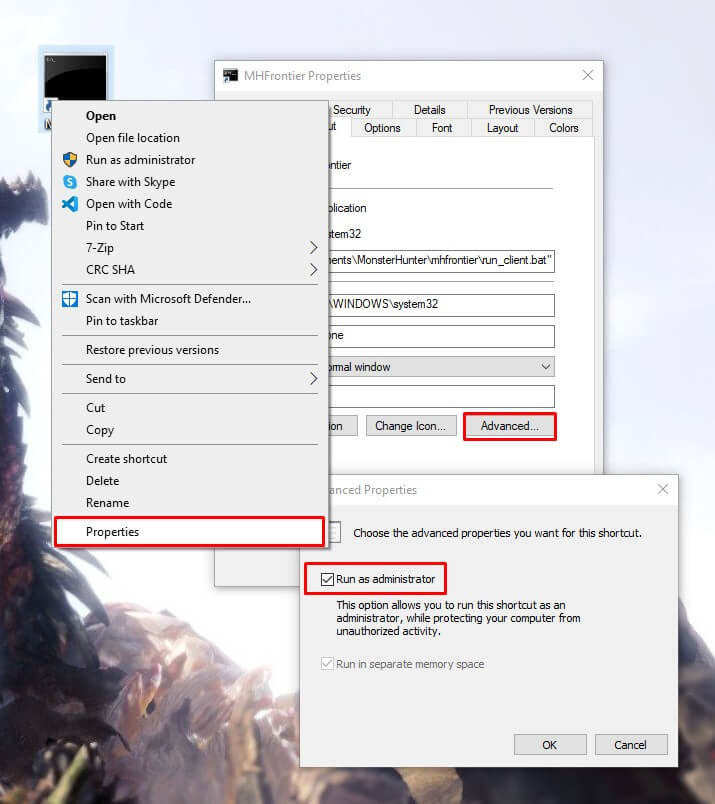 Open
Open file location
Run as administrator
Share with Skype
Open with Code
Pin to Start
7-Zip
CRC SHA
Scan with Microsoft Defender...
Pin to taskbar
Restore previous versions
Send to
Cut
Copy
Create shortcut
Delete
Rename
Properties
MHFrontier Properties
Security Details Previous Versions
ut Options Font Layout Colors
ntier
plication
stem32
ents\MonsterHunter\mhfrontier\run_client.bat"
\WINDOWS\system32
one
ormal window
ion Change Icon... Advanced...
anced Properties
Choose the advanced properties you want for this shortcut.
Run as administrator
This option allows you to run this shortcut as an
administrator, while protecting your computer from
unauthorized activity.
Run in separate memory space
OK Cancel